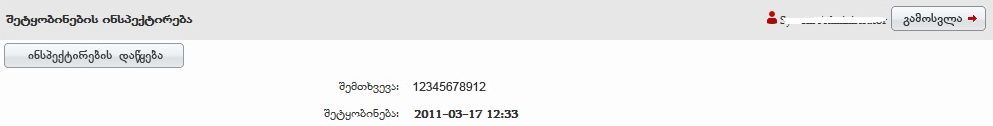 შეტყობინების ინსპექტირება გამოსვლა
ინსპექტირების დაწყება
შემთხვევა: 12345678912
შეტყობინება: 2011-03-17 12:33